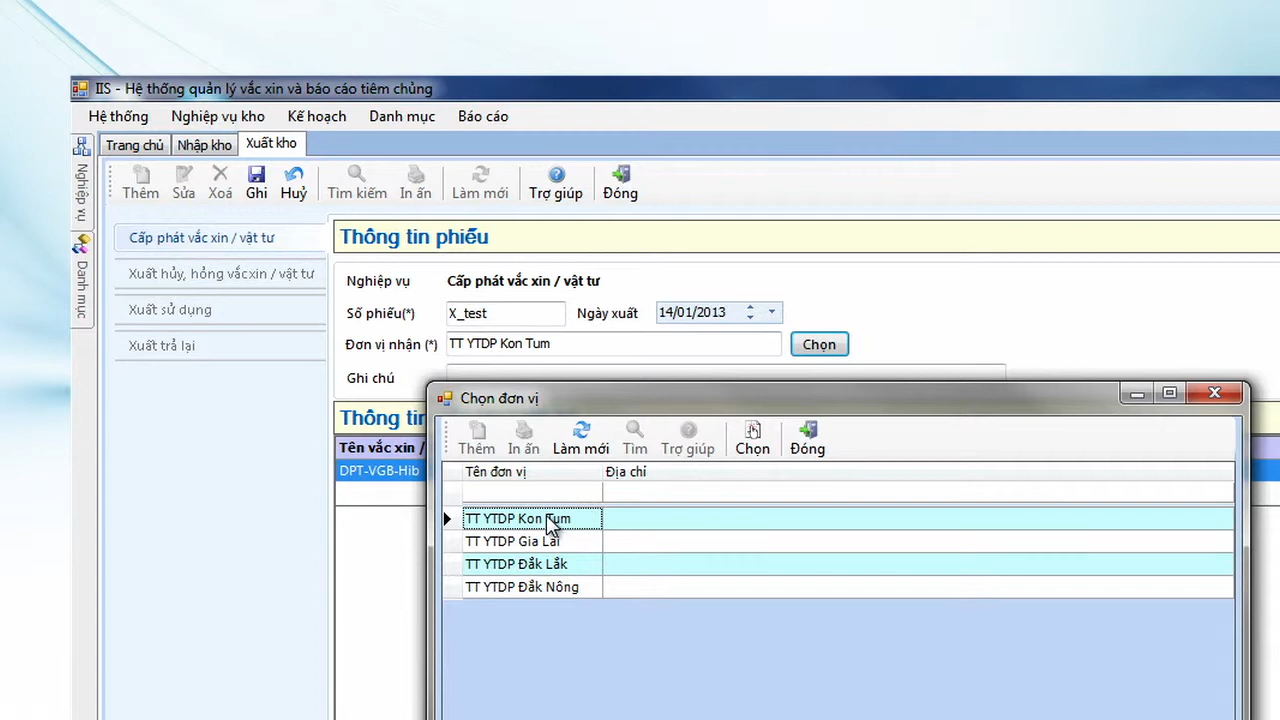 IIS - Hệ thống quản lý vắc xin và báo cáo tiêm chủng
Hệ thống Nghiệp vụ kho Kế hoạch Danh mục Báo cáo
Trang chủ Nhập kho Xuất kho
Thêm Sửa Xoá Ghi Huỷ Tìm kiếm In ấn Làm mới Trợ giúp Đóng
Nghiệp vụ
Danh mục
Cấp phát vắc xin / vật tư
Xuất hủy, hỏng vắc xin / vật tư
Xuất sử dụng
Xuất trả lại
Thông tin phiếu
Nghiệp vụ Cấp phát vắc xin / vật tư
Số phiếu(*) X_test Ngày xuất 14/01/2013
Đơn vị nhận (*) TT YTDP Kon Tum Chọn
Ghi chú
Thông tin
Tên vắc xin /
DPT-VGB-Hib
Chọn đơn vị
Thêm In ấn Làm mới Tìm Trợ giúp Chọn Đóng
Tên đơn vị Địa chỉ
TT YTDP Kon Tum
TT YTDP Gia Lai
TT YTDP Đắk Lắk
TT YTDP Đắk Nông